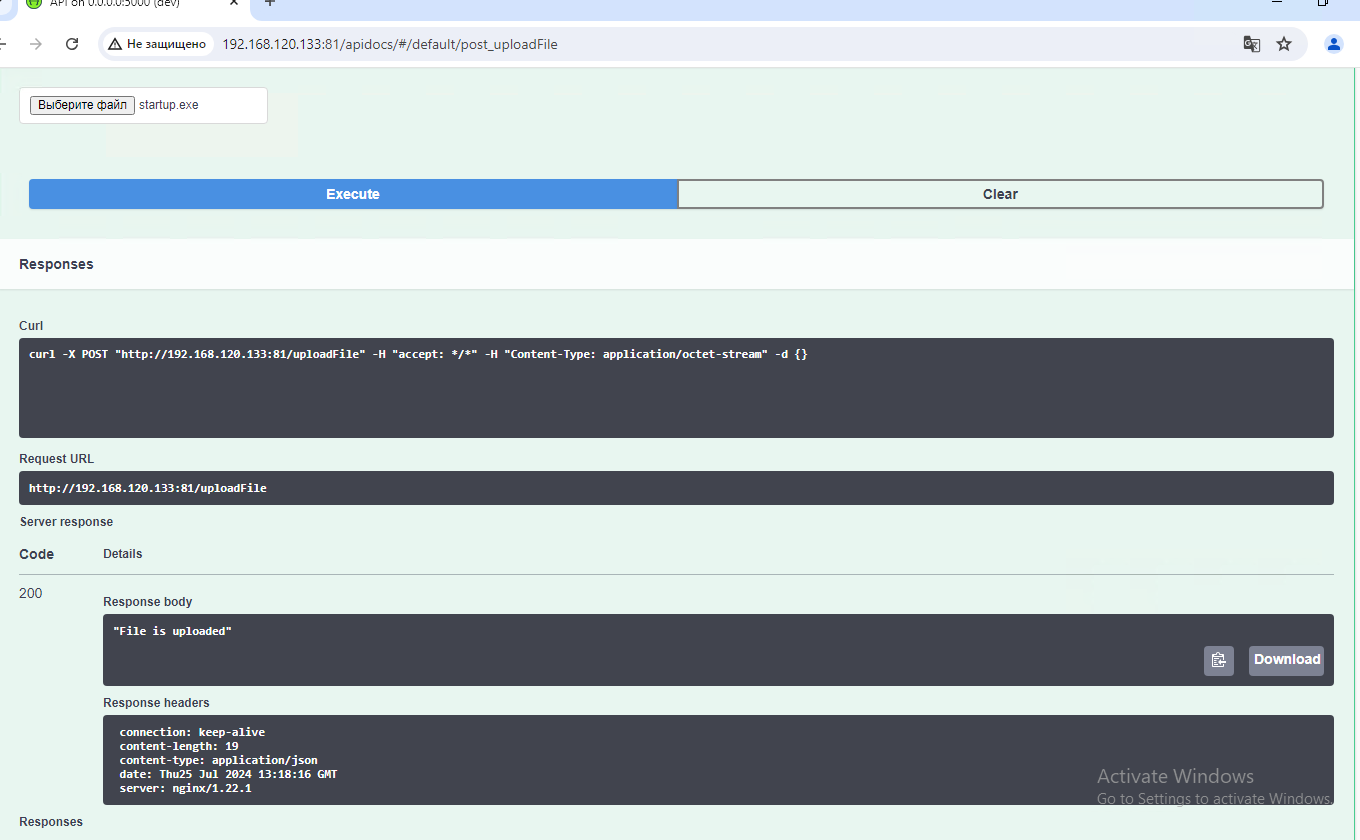 API on 0.0.0.0:5000 (dev)
Не защищено 192.168.120.133:81/apidocs/#/default/post_uploadFile
Выберите файл startup.exe
Execute Clear
Responses
Curl
curl -X POST "http://192.168.120.133:81/uploadFile" -H "accept: */*" -H "Content-Type: application/octet-stream" -d {}
Request URL
http://192.168.120.133:81/uploadFile
Server response
Code Details
200
Response body
"File is uploaded"
Download
Response headers
connection: keep-alive
content-length: 19
content-type: application/json
date: Thu25 Jul 2024 13:18:16 GMT
server: nginx/1.22.1
Activate Windows
Go to Settings to activate Windows.
Responses